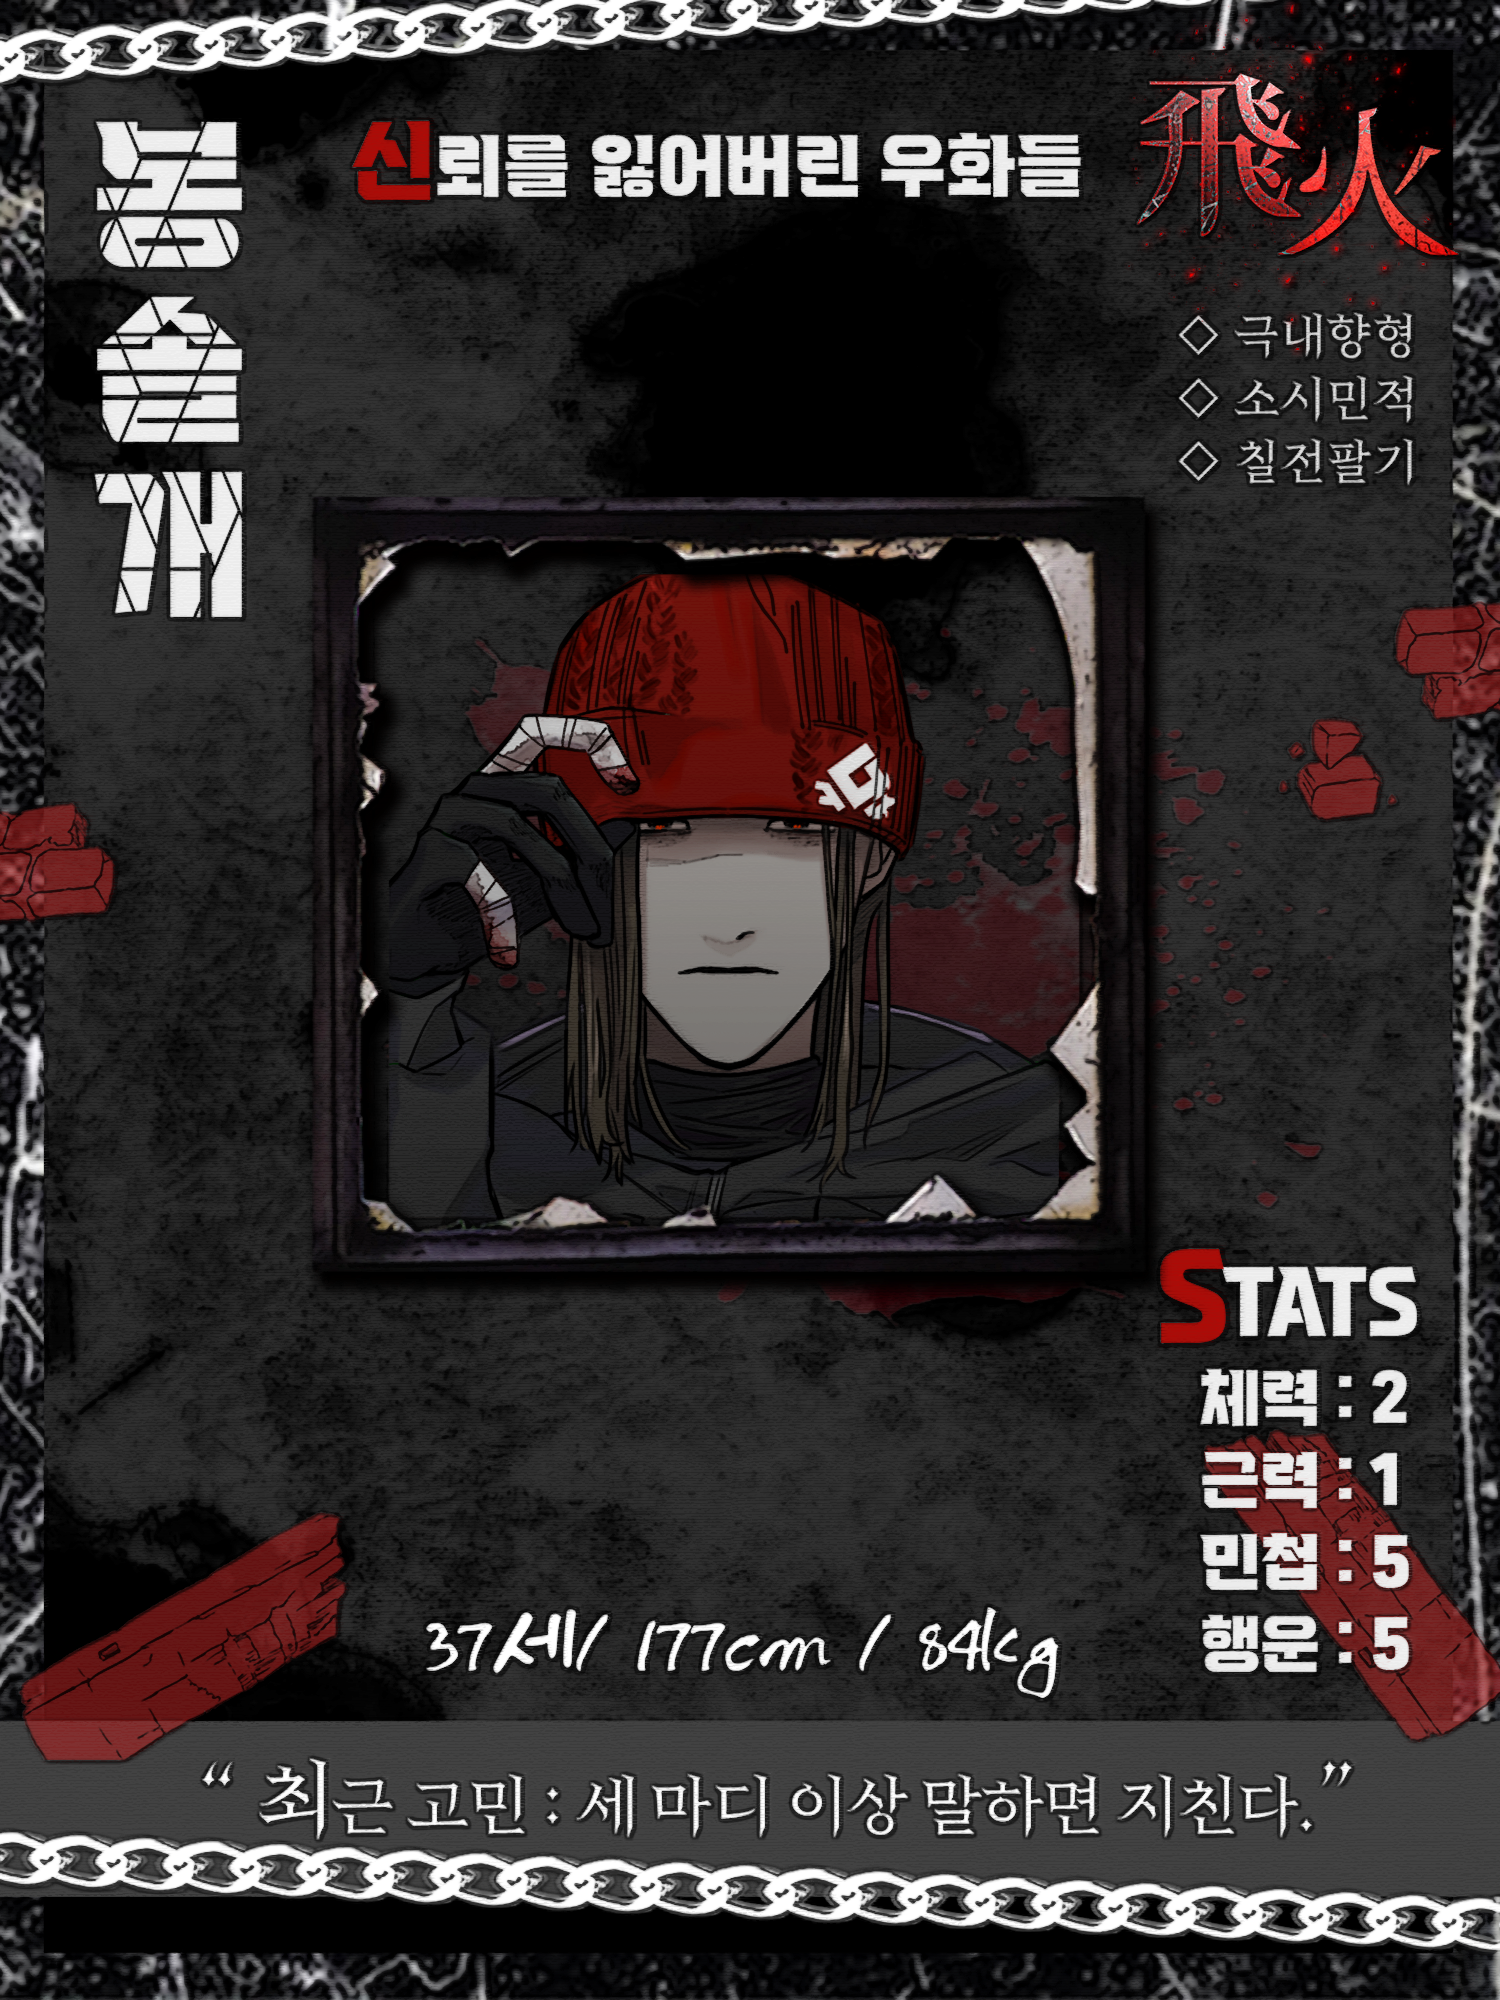 봉솔개
신뢰를 잃어버린 우화들
飛火
◇ 극내향형
◇ 소시민적
◇ 칠전팔기
STATS
체력 : 2
근력 : 1
민첩 : 5
행운 : 5
37세/ 177cm / 84kg
“ 최근 고민 : 세 마디 이상 말하면 지친다. ”